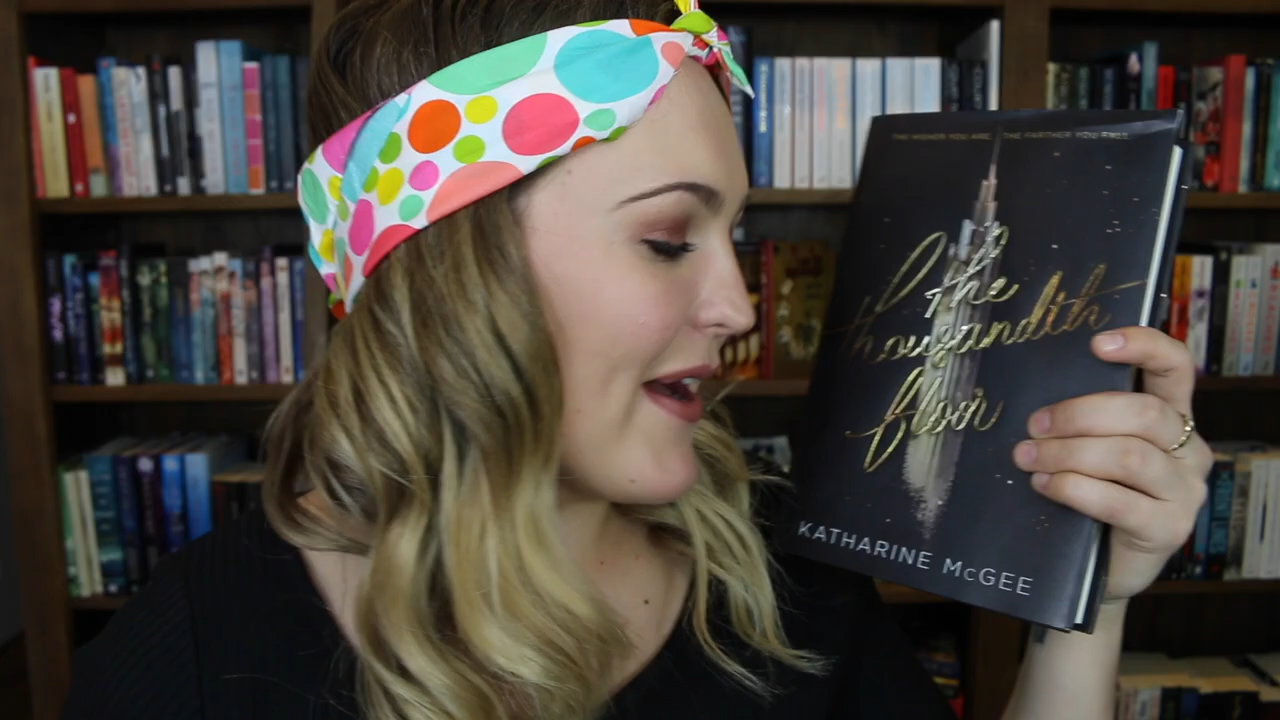 THE HIGHER YOU ARE THE FARTHER YOU FALL
the
thousandth
floor
KATHARINE McGEE